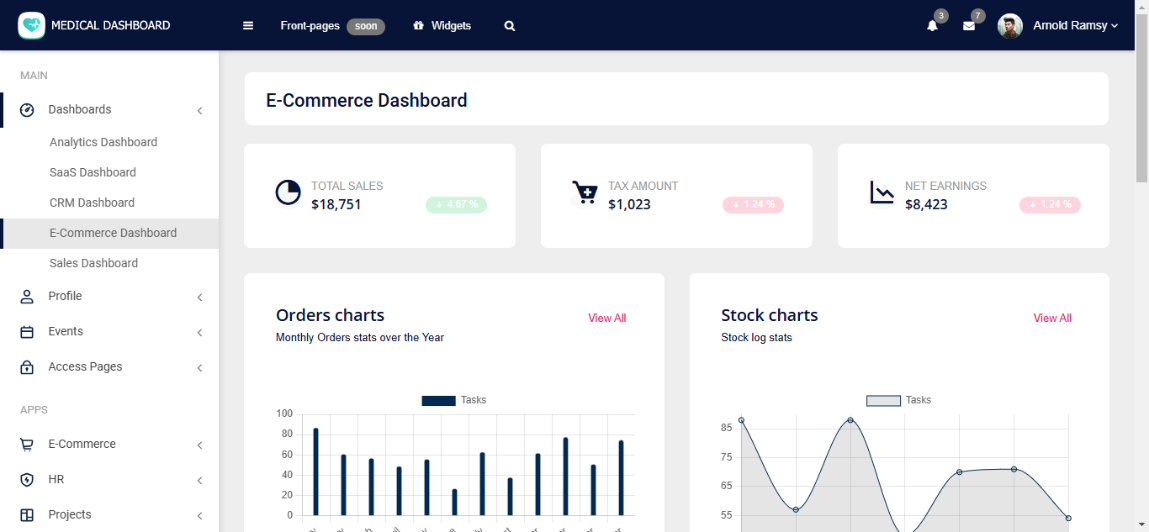 MEDICAL DASHBOARD
Front-pages soon
Widgets
3
7
Arnold Ramsy
MAIN
Dashboards
Analytics Dashboard
SaaS Dashboard
CRM Dashboard
E-Commerce Dashboard
Sales Dashboard
Profile
Events
Access Pages
APPS
E-Commerce
HR
Projects
E-Commerce Dashboard
TOTAL SALES
$18,751
4.67 %
TAX AMOUNT
$1,023
1.24 %
NET EARNINGS
$8,423
1.24 %
Orders charts
View All
Monthly Orders stats over the Year
Tasks
100
80
60
40
20
0
Stock charts
View All
Stock log stats
Tasks
85
75
65
55